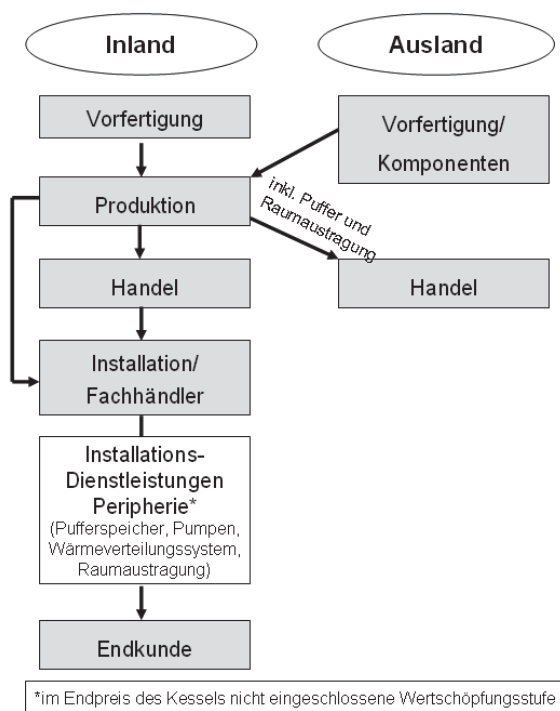 Inland
Ausland
Vorfertigung
Vorfertigung/
Komponenten
Produktion
inkl. Puffer und
Raumaustragung
Handel
Handel
Installation/
Fachhändler
Installations-
Dienstleistungen
Peripherie*
(Pufferspeicher, Pumpen,
Wärmeverteilungssystem,
Raumaustragung)
Endkunde
*im Endpreis des Kessels nicht eingeschlossene Wertschöpfungsstufe